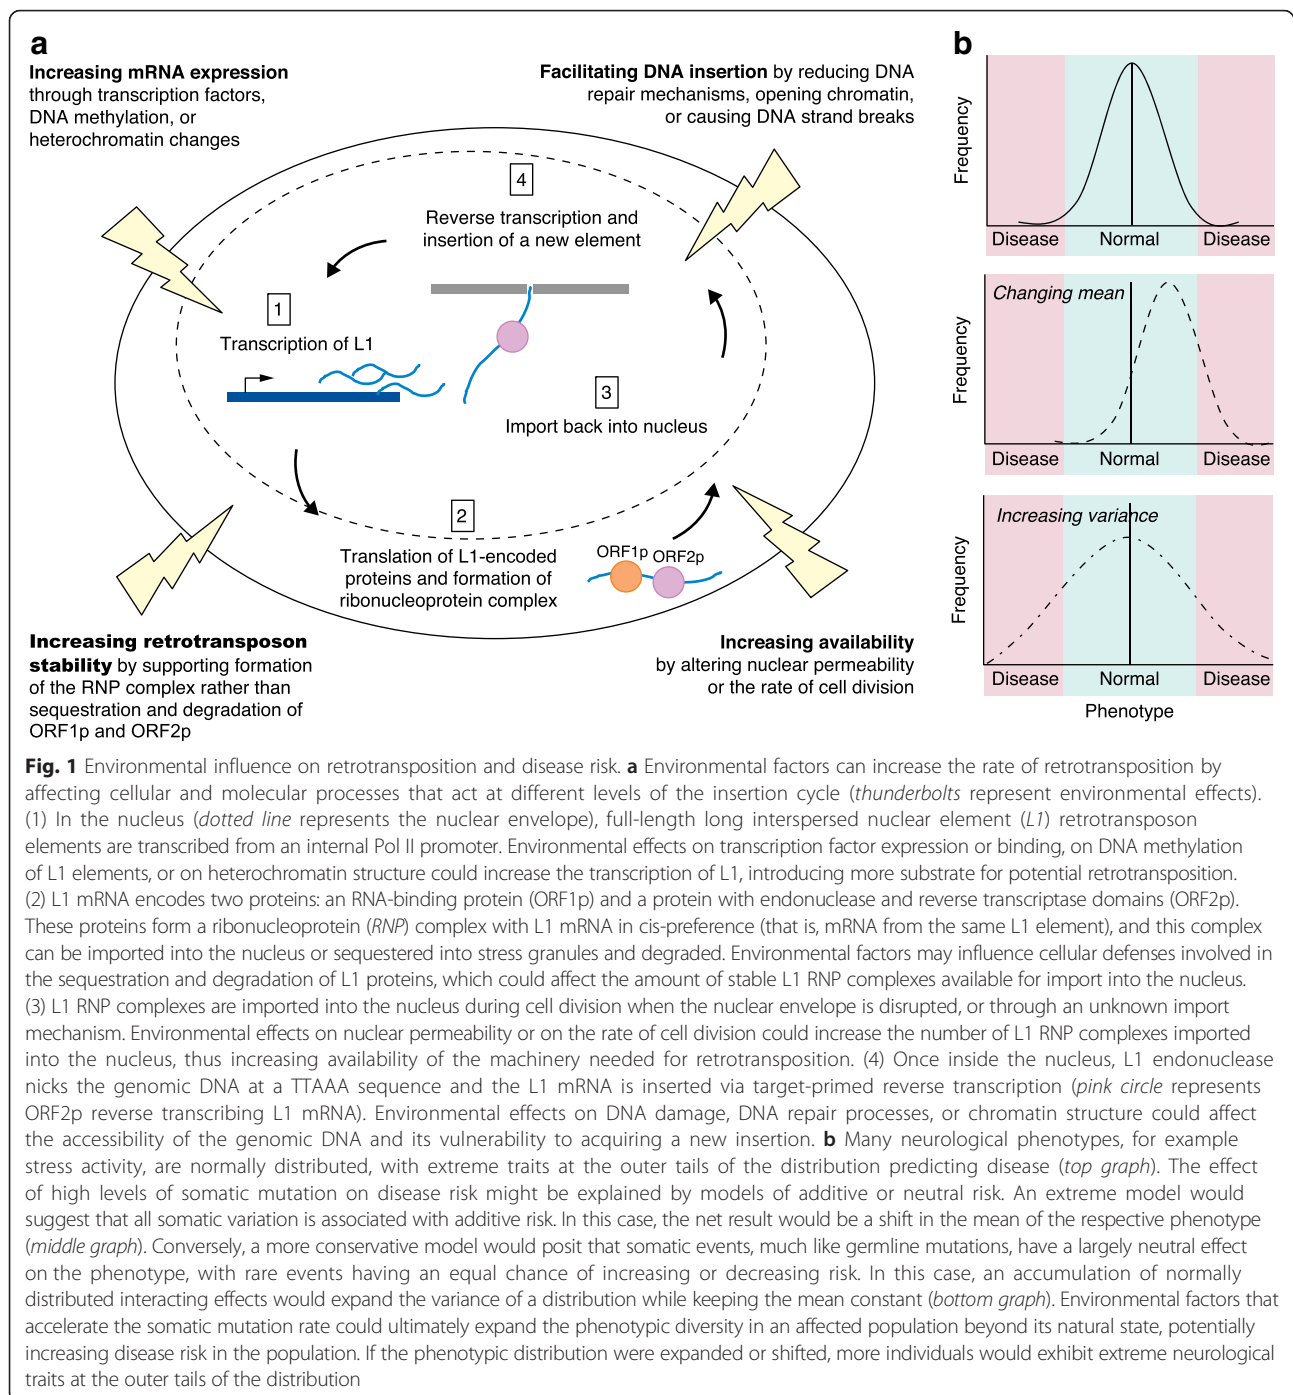 a
Increasing mRNA expression
through transcription factors,
DNA methylation, or
heterochromatin changes
Facilitating DNA insertion by reducing DNA
repair mechanisms, opening chromatin,
or causing DNA strand breaks
4
Reverse transcription and
insertion of a new element
1
Transcription of L1
3
Import back into nucleus
2
Translation of L1-encoded
proteins and formation of
ribonucleoprotein complex
ORF1p ORF2p
Increasing retrotransposon
stability by supporting formation
of the RNP complex rather than
sequestration and degradation of
ORF1p and ORF2p
Increasing availability
by altering nuclear permeability
or the rate of cell division
b
Frequency
Disease Normal Disease
Changing mean
Frequency
Disease Normal Disease
Increasing variance
Frequency
Disease Normal Disease
Phenotype
Fig. 1 Environmental influence on retrotransposition and disease risk. a Environmental factors can increase the rate of retrotransposition by
affecting cellular and molecular processes that act at different levels of the insertion cycle (thunderbolts represent environmental effects).
(1) In the nucleus (dotted line represents the nuclear envelope), full-length long interspersed nuclear element (L1) retrotransposon
elements are transcribed from an internal Pol II promoter. Environmental effects on transcription factor expression or binding, on DNA methylation
of L1 elements, or on heterochromatin structure could increase the transcription of L1, introducing more substrate for potential retrotransposition.
(2) L1 mRNA encodes two proteins: an RNA-binding protein (ORF1p) and a protein with endonuclease and reverse transcriptase domains (ORF2p).
These proteins form a ribonucleoprotein (RNP) complex with L1 mRNA in cis-preference (that is, mRNA from the same L1 element), and this complex
can be imported into the nucleus or sequestered into stress granules and degraded. Environmental factors may influence cellular defenses involved in
the sequestration and degradation of L1 proteins, which could affect the amount of stable L1 RNP complexes available for import into the nucleus.
(3) L1 RNP complexes are imported into the nucleus during cell division when the nuclear envelope is disrupted, or through an unknown import
mechanism. Environmental effects on nuclear permeability or on the rate of cell division could increase the number of L1 RNP complexes imported
into the nucleus, thus increasing availability of the machinery needed for retrotransposition. (4) Once inside the nucleus, L1 endonuclease
nicks the genomic DNA at a TTAAA sequence and the L1 mRNA is inserted via target-primed reverse transcription (pink circle represents
ORF2p reverse transcribing L1 mRNA). Environmental effects on DNA damage, DNA repair processes, or chromatin structure could affect
the accessibility of the genomic DNA and its vulnerability to acquiring a new insertion. b Many neurological phenotypes, for example
stress activity, are normally distributed, with extreme traits at the outer tails of the distribution predicting disease (top graph). The effect
of high levels of somatic mutation on disease risk might be explained by models of additive or neutral risk. An extreme model would
suggest that all somatic variation is associated with additive risk. In this case, the net result would be a shift in the mean of the respective phenotype
(middle graph). Conversely, a more conservative model would posit that somatic events, much like germline mutations, have a largely neutral effect
on the phenotype, with rare events having an equal chance of increasing or decreasing risk. In this case, an accumulation of normally
distributed interacting effects would expand the variance of a distribution while keeping the mean constant (bottom graph). Environmental factors that
accelerate the somatic mutation rate could ultimately expand the phenotypic diversity in an affected population beyond its natural state, potentially
increasing disease risk in the population. If the phenotypic distribution were expanded or shifted, more individuals would exhibit extreme neurological
traits at the outer tails of the distribution